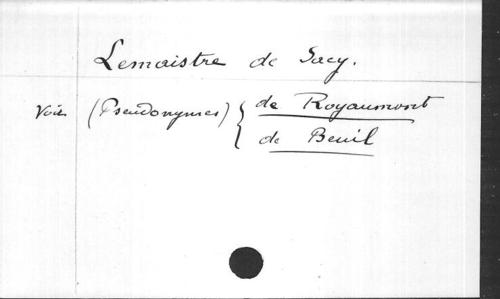 Lemaistre de Sacy.
Voir (Pseudonymes) { de Royaumont
de Beuil